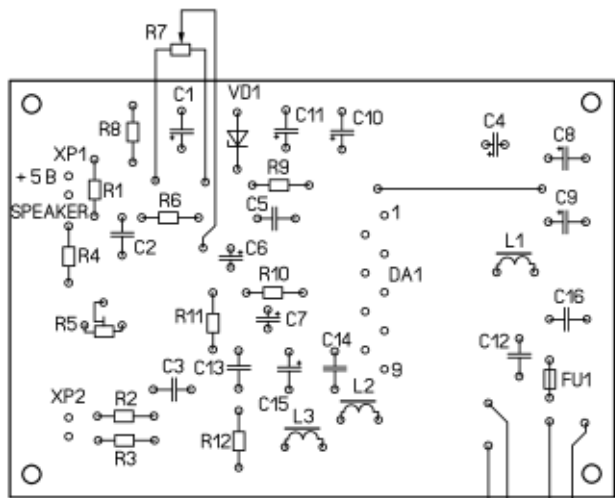 R7
C1
VD1
C11
C10
R8
C4
C8
XP1
+5В
R1
R9
SPEAKER
R6
C5
1
C9
R4
C2
C6
L1
R10
DA1
R5
R11
C7
C16
C14
C12
C3
C13
9
FU1
XP2
R2
C15
L2
R3
R12
L3